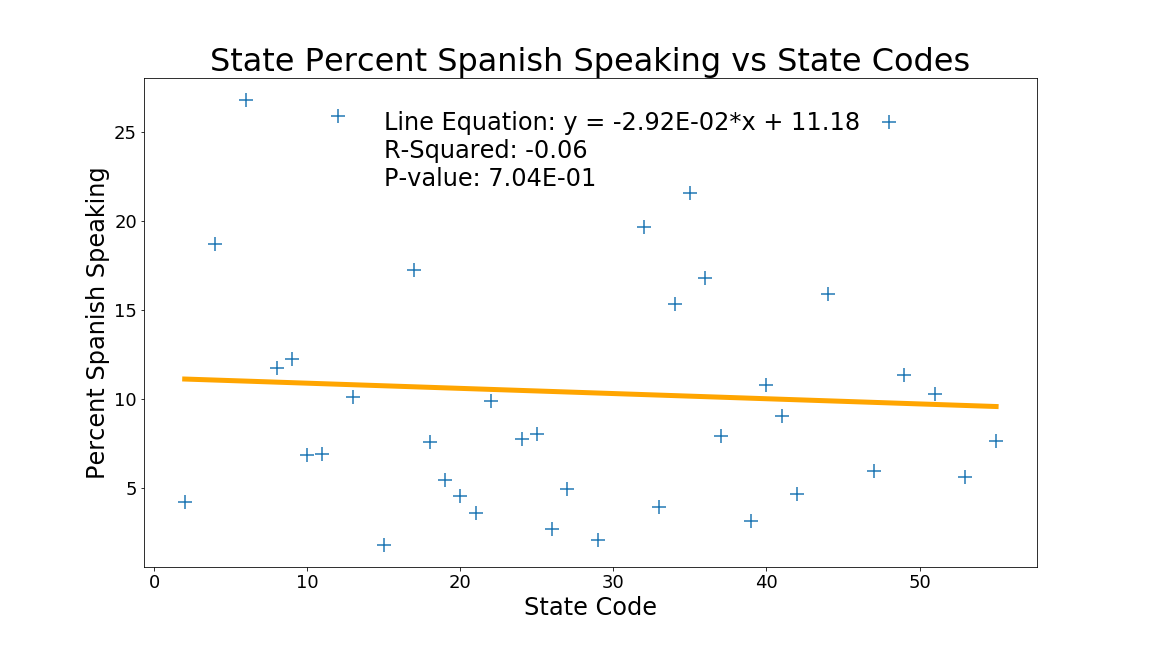 State Percent Spanish Speaking vs State Codes
Line Equation: y = -2.92E-02*x + 11.18
R-Squared: -0.06
P-value: 7.04E-01
Percent Spanish Speaking
25
20
15
10
5
0 10 20 30 40 50
State Code